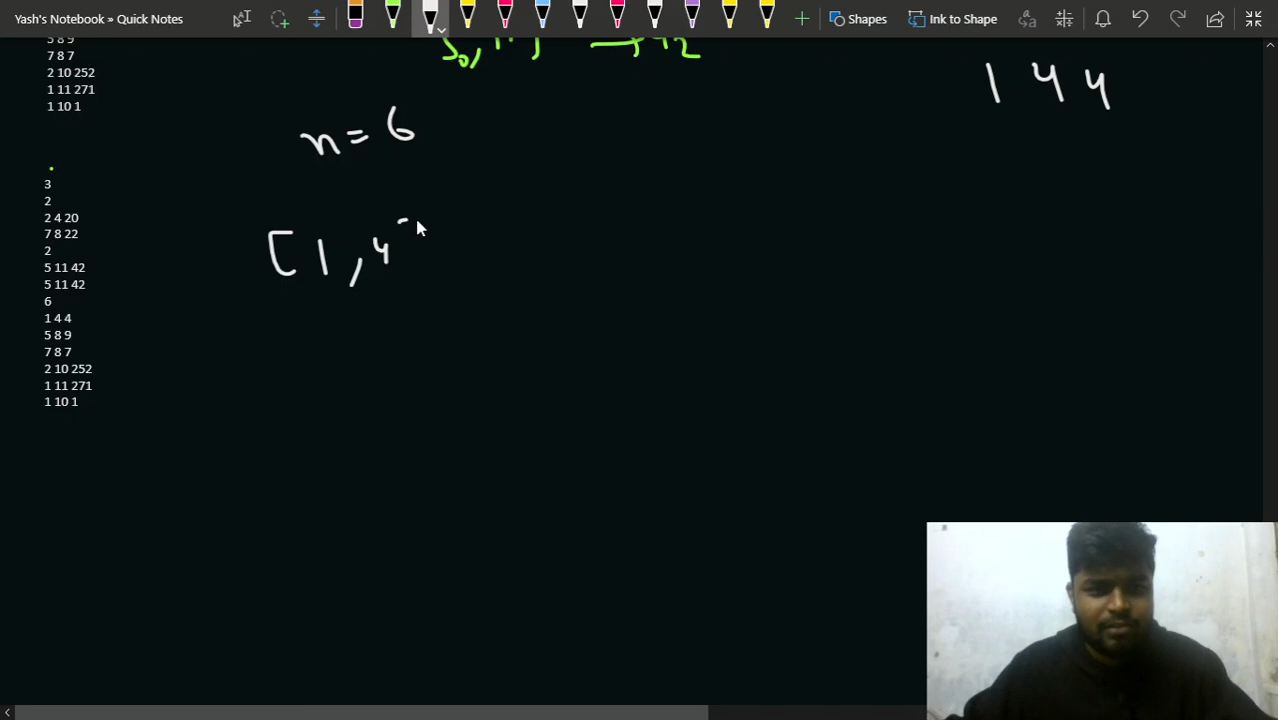 Yash's Notebook » Quick Notes
Shapes
Ink to Shape
5 8 9
7 8 7
2 10 252
1 11 271
1 10 1
3
2
2 4 20
7 8 22
2
5 11 42
5 11 42
6
1 4 4
5 8 9
7 8 7
2 10 252
1 11 271
1 10 1
n = 6
[ 1 , 4
1 4 4